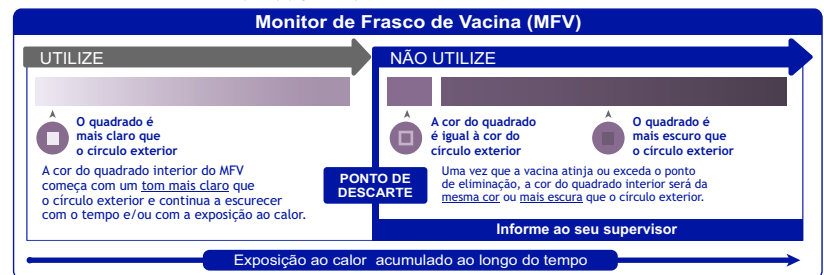 Monitor de Frasco de Vacina (MFV)
UTILIZE
O quadrado é
mais claro que
o círculo exterior
A cor do quadrado interior do MFV
começa com um tom mais claro que
o círculo exterior e continua a escurecer
com o tempo e/ou com a exposição ao calor.
PONTO DE
DESCARTE
NÃO UTILIZE
A cor do quadrado
é igual à cor do
círculo exterior
O quadrado é
mais escuro que
o círculo exterior
Uma vez que a vacina atinja ou exceda o ponto
de eliminação, a cor do quadrado interior será da
mesma cor ou mais escura que o círculo exterior.
Informe ao seu supervisor
Exposição ao calor acumulado ao longo do tempo